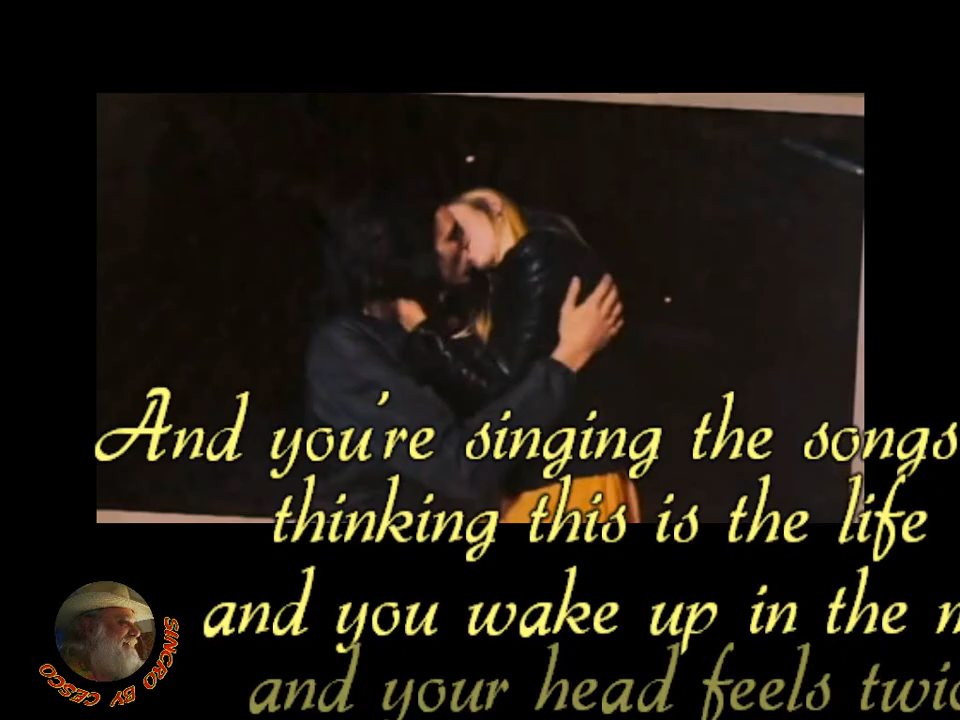 And you're singing the songs
thinking this is the life
and you wake up in the
and your head feels
SINCRO BY CESCO